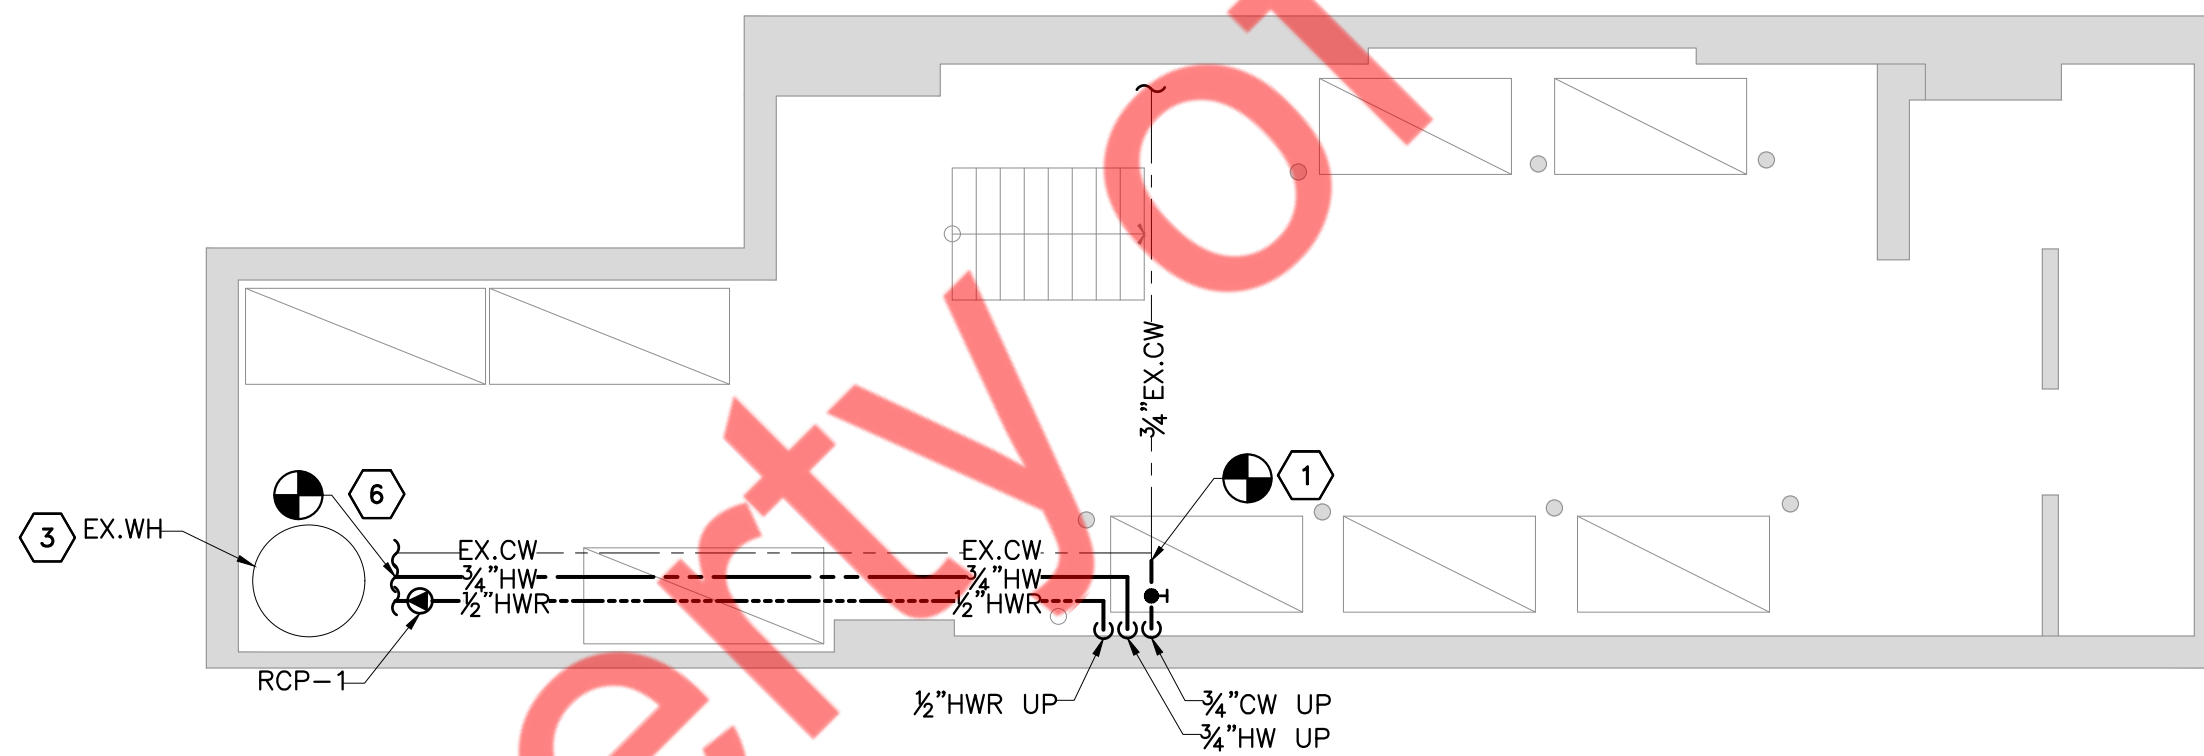 ¾"EX.CW
1
6
3
EX.WH
EX.CW
EX.CW
¾"HW
¾"HW
½"HWR
½"HWR
RCP-1
½"HWR UP
¾"CW UP
¾"HW UP
erty of